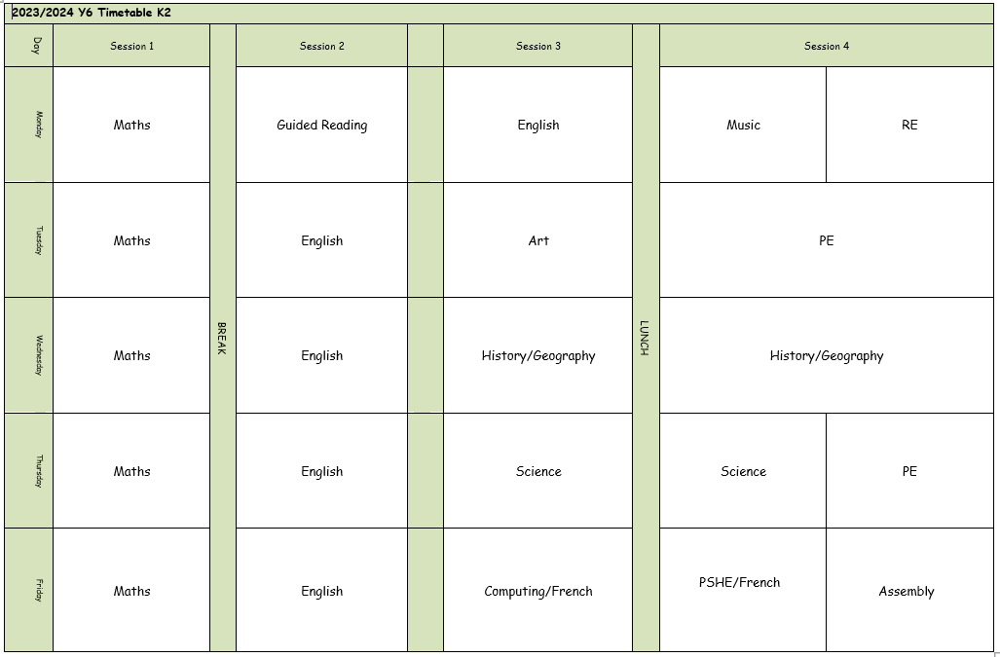 2023/2024 Y6 Timetable K2
Day
Session 1
Session 2
Session 3
Session 4
Monday
Maths
Guided Reading
English
Music
RE
Tuesday
Maths
English
Art
PE
BREAK
LUNCH
Wednesday
Maths
English
History/Geography
History/Geography
Thursday
Maths
English
Science
Science
PE
Friday
Maths
English
Computing/French
PSHE/French
Assembly